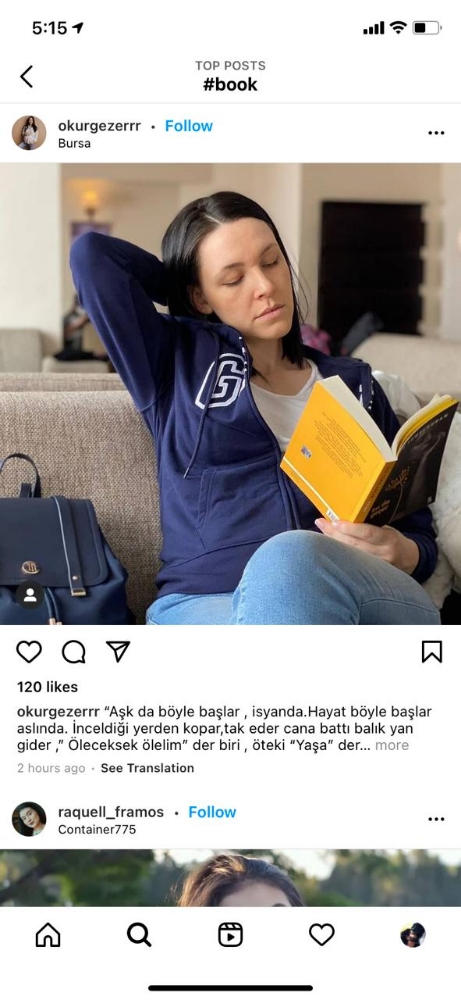 5:15
TOP POSTS
#book
okurgezerrr • Follow
Bursa
G
120 likes
okurgezerrr “Aşk da böyle başlar , isyanda.Hayat böyle başlar
aslında. İnceldiği yerden kopar,tak eder cana battı balık yan
gider ,” Öleceksek ölelim” der biri , öteki “Yaşa” der... more
2 hours ago · See Translation
raquell_framos • Follow
Container775